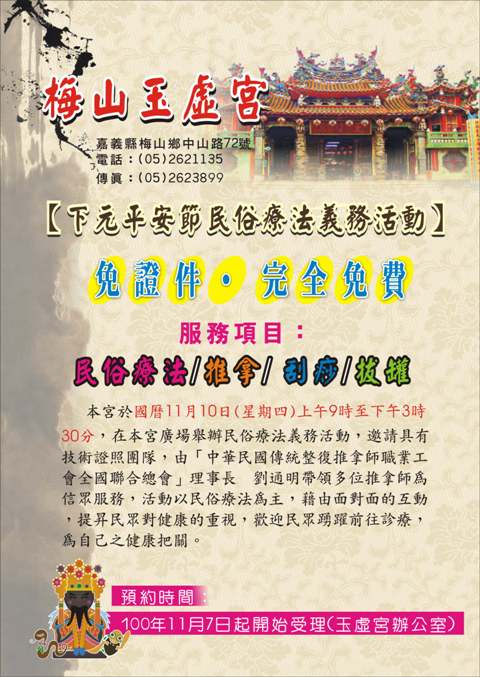 梅山玉虛宮
嘉義縣梅山鄉中山路72號
電話：(05)2621135
傳真：(05)2623899
【下元平安節民俗療法義務活動】
免證件・完全免費
服務項目：
民俗療法/推拿/刮痧/拔罐
本宮於國曆11月10日(星期四)上午9時至下午3時
30分，在本宮廣場舉辦民俗療法義務活動，邀請具有
技術證照團隊，由「中華民國傳統整復推拿師職業工
會全國聯合總會」理事長　劉通明帶領多位推拿師為
信眾服務，活動以民俗療法為主，藉由面對面的互動
，提昇民眾對健康的重視，歡迎民眾踴躍前往診療，
為自己之健康把關。
預約時間：
100年11月7日起開始受理(玉虛宮辦公室)